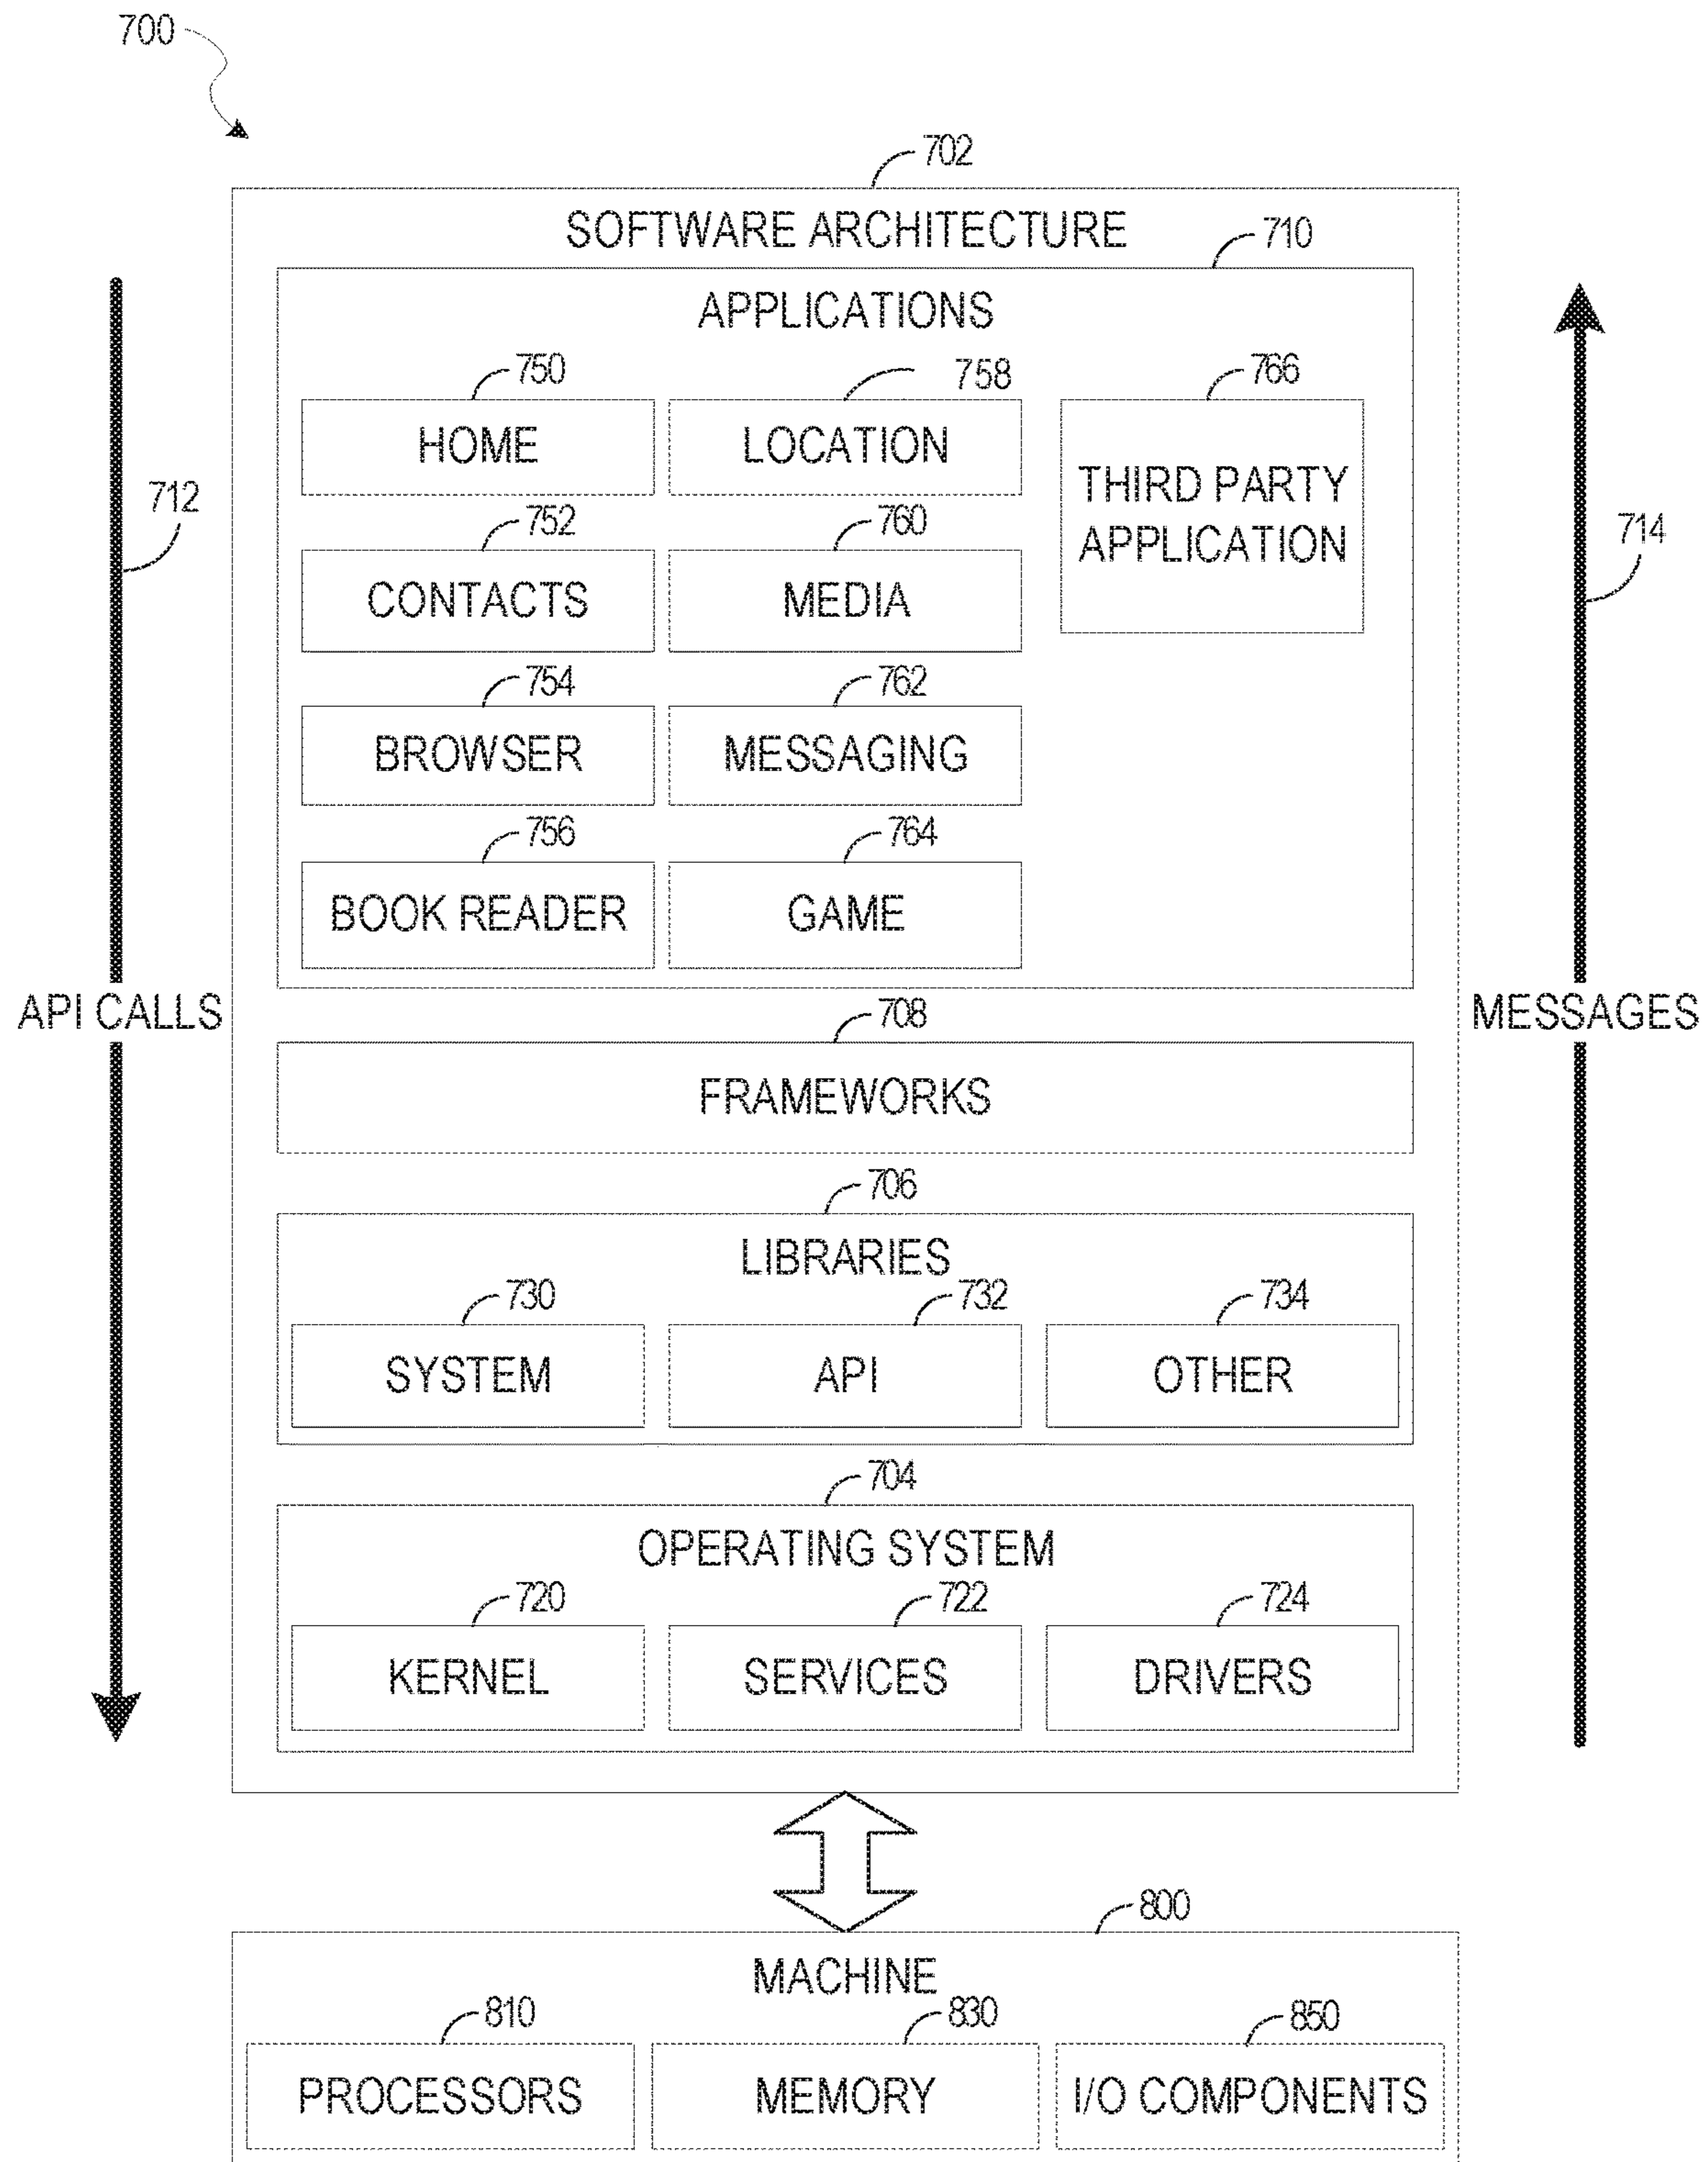 700
702
SOFTWARE ARCHITECTURE
710
APPLICATIONS
750
758
766
HOME
LOCATION
THIRD PARTY
APPLICATION
712
752
760
714
CONTACTS
MEDIA
754
762
BROWSER
MESSAGING
756
764
BOOK READER
GAME
API CALLS
MESSAGES
708
FRAMEWORKS
706
LIBRARIES
730
732
734
SYSTEM
API
OTHER
704
OPERATING SYSTEM
720
722
724
KERNEL
SERVICES
DRIVERS
800
MACHINE
810
830
850
PROCESSORS
MEMORY
I/O COMPONENTS